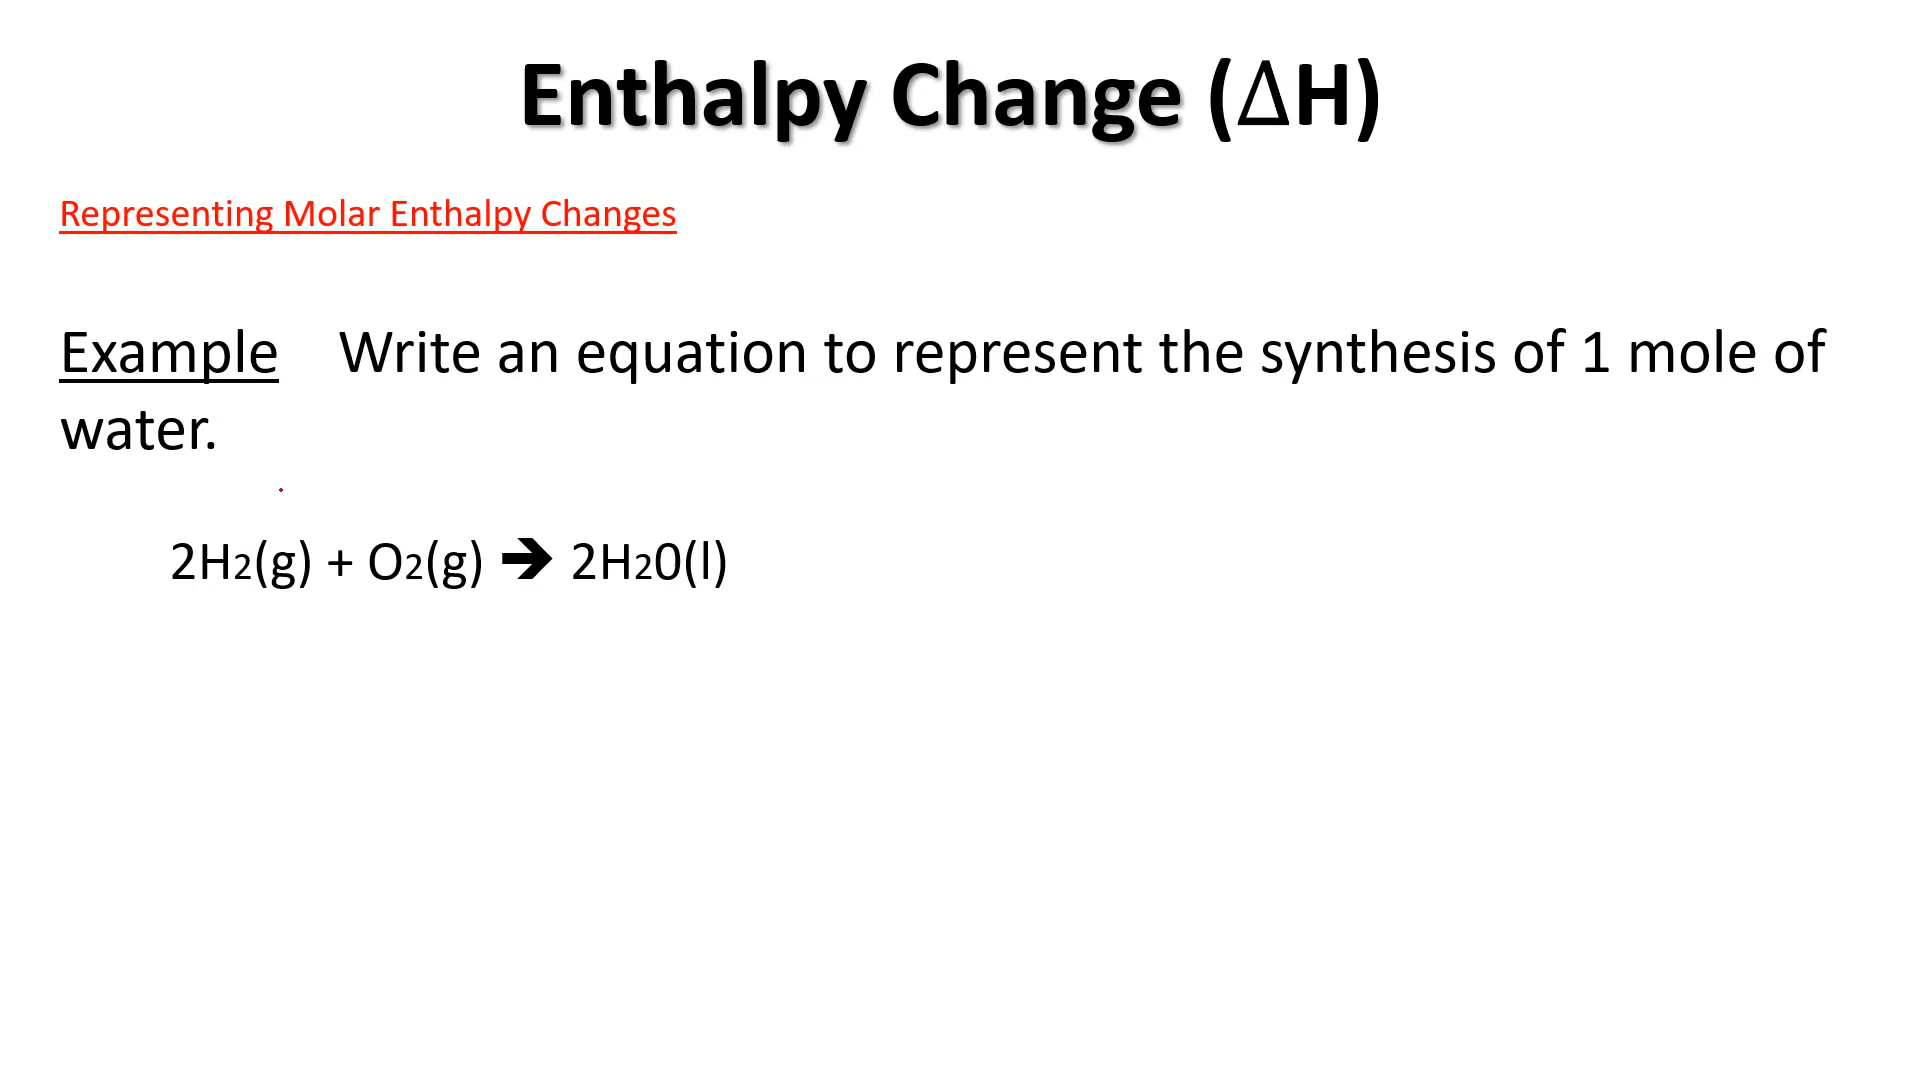 Enthalpy Change (∆H)
Representing Molar Enthalpy Changes
Example Write an equation to represent the synthesis of 1 mole of
water.
2H2(g) + O2(g) ➔ 2H20(l)